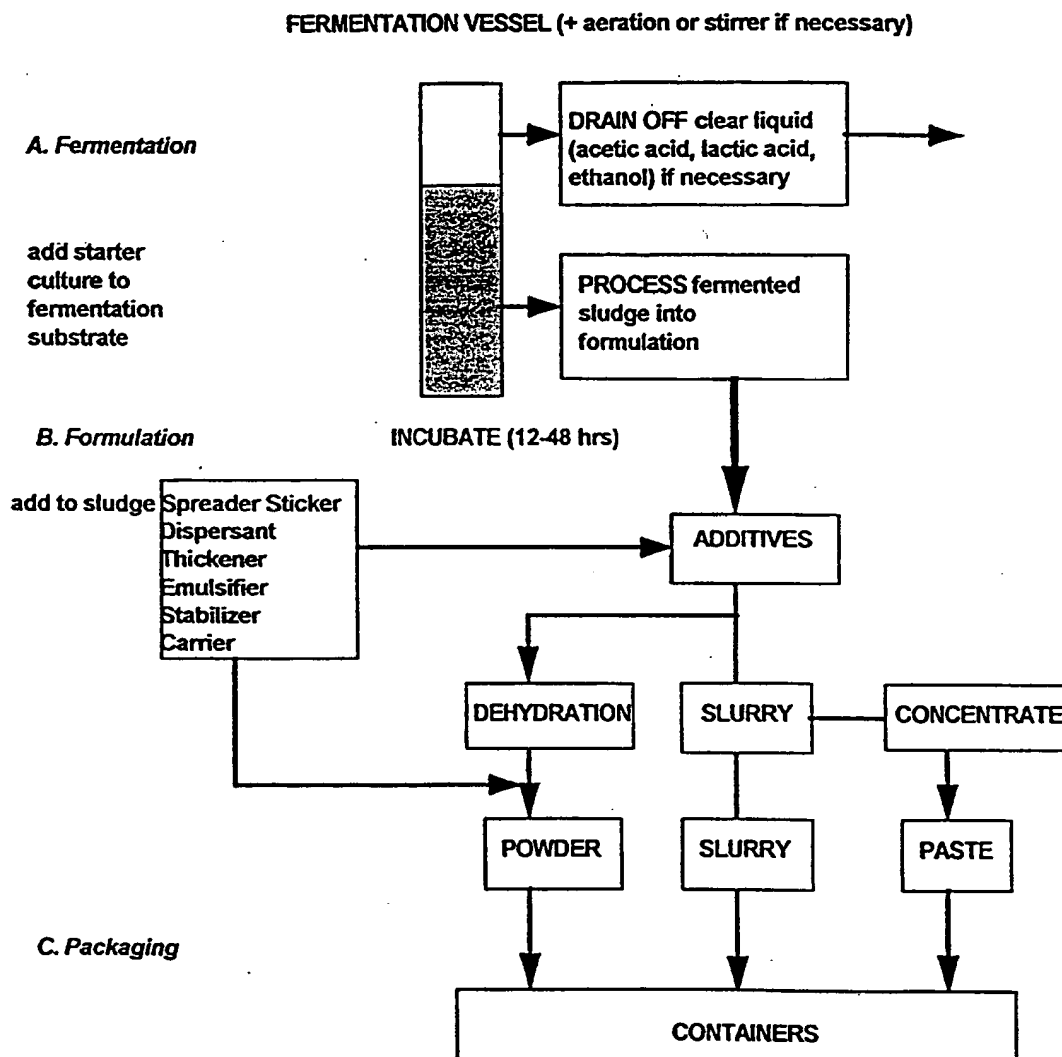 FERMENTATION VESSEL (+ aeration or stirrer if necessary)
A. Fermentation
DRAIN OFF clear liquid
(acetic acid, lactic acid,
ethanol) if necessary
add starter
culture to
fermentation
substrate
PROCESS fermented
sludge into
formulation
B. Formulation
INCUBATE (12-48 hrs)
add to sludge
Spreader Sticker
Dispersant
Thickener
Emulsifier
Stabilizer
Carrier
ADDITIVES
DEHYDRATION
SLURRY
CONCENTRATE
POWDER
SLURRY
PASTE
C. Packaging
CONTAINERS